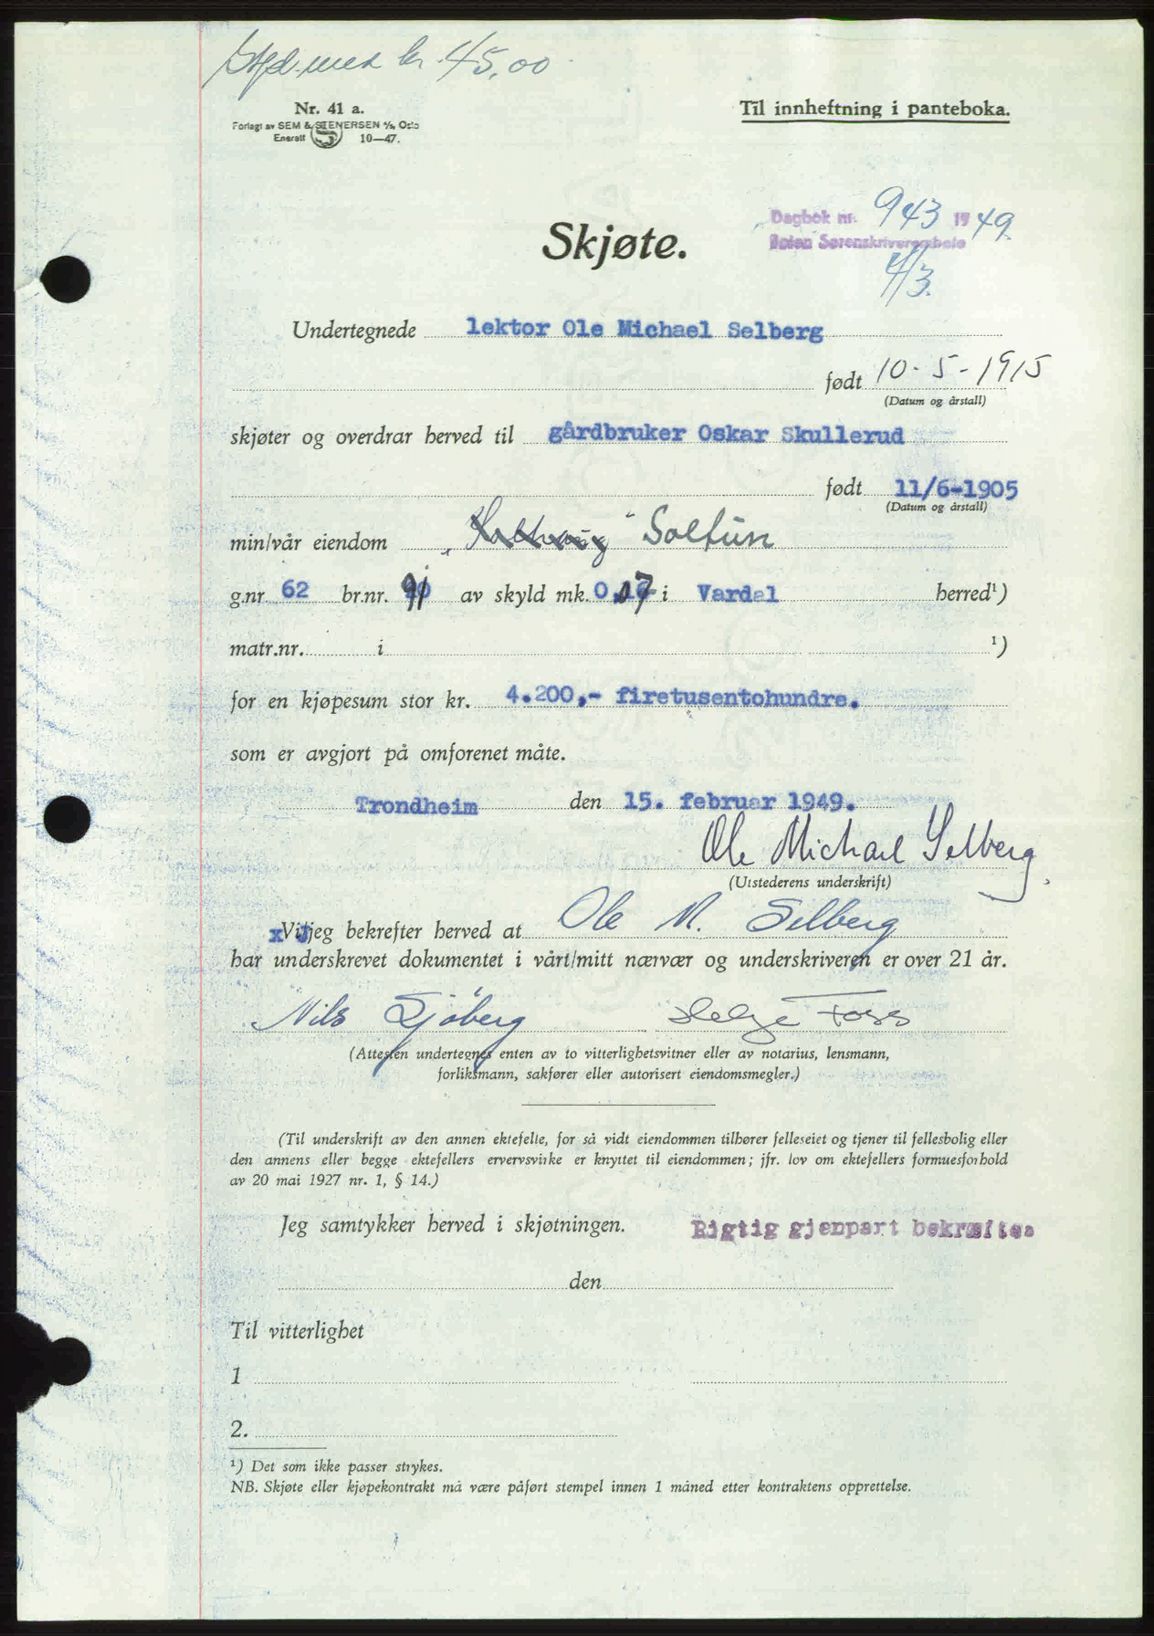 Stpl. med kr. 45,00
Nr. 41 a.
Forlagt av SEM & STENERSEN A/S, Oslo
Enerett S 10—47.
Til innheftning i panteboka.
Skjøte.
Dagbok nr. 943 1949.
Toten Sorenskriverembete
4/3.
Undertegnede lektor Ole Michael Selberg
født 10-5-1915
(Datum og årstall)
skjøter og overdrar herved til gårdbruker Oskar Skullerud
født 11/6-1905
(Datum og årstall)
min/vår eiendom " " Soltun
g.nr. 62 br.nr. 91 av skyld mk. 0,17 i Vardal herred¹)
matr.nr. i ¹)
for en kjøpesum stor kr. 4.200,- firetusentohundre.
som er avgjort på omforenet måte.
Trondheim den 15. februar 1949.
Ole Michael Selberg.
(Utstederens underskrift)
xVi/jeg bekrefter herved at Ole M. Selberg
har underskrevet dokumentet i vårt/mitt nærvær og underskriveren er over 21 år.
Nils Sjöberg Helge Foss
(Attesten undertegnes enten av to vitterlighetsvitner eller av notarius, lensmann,
forliksmann, sakfører eller autorisert eiendomsmegler.)
(Til underskrift av den annen ektefelle, for så vidt eiendommen tilhører felleseiet og tjener til fellesbolig eller
den annens eller begge ektefellers ervervsvirke er knyttet til eiendommen; jfr. lov om ektefellers formuesforhold
av 20 mai 1927 nr. 1, § 14.)
Jeg samtykker herved i skjøtningen.
Rigtig gjenpart bekræftes
den
Til vitterlighet
1
2.
¹) Det som ikke passer strykes.
NB. Skjøte eller kjøpekontrakt må være påført stempel innen 1 måned etter kontraktens opprettelse.